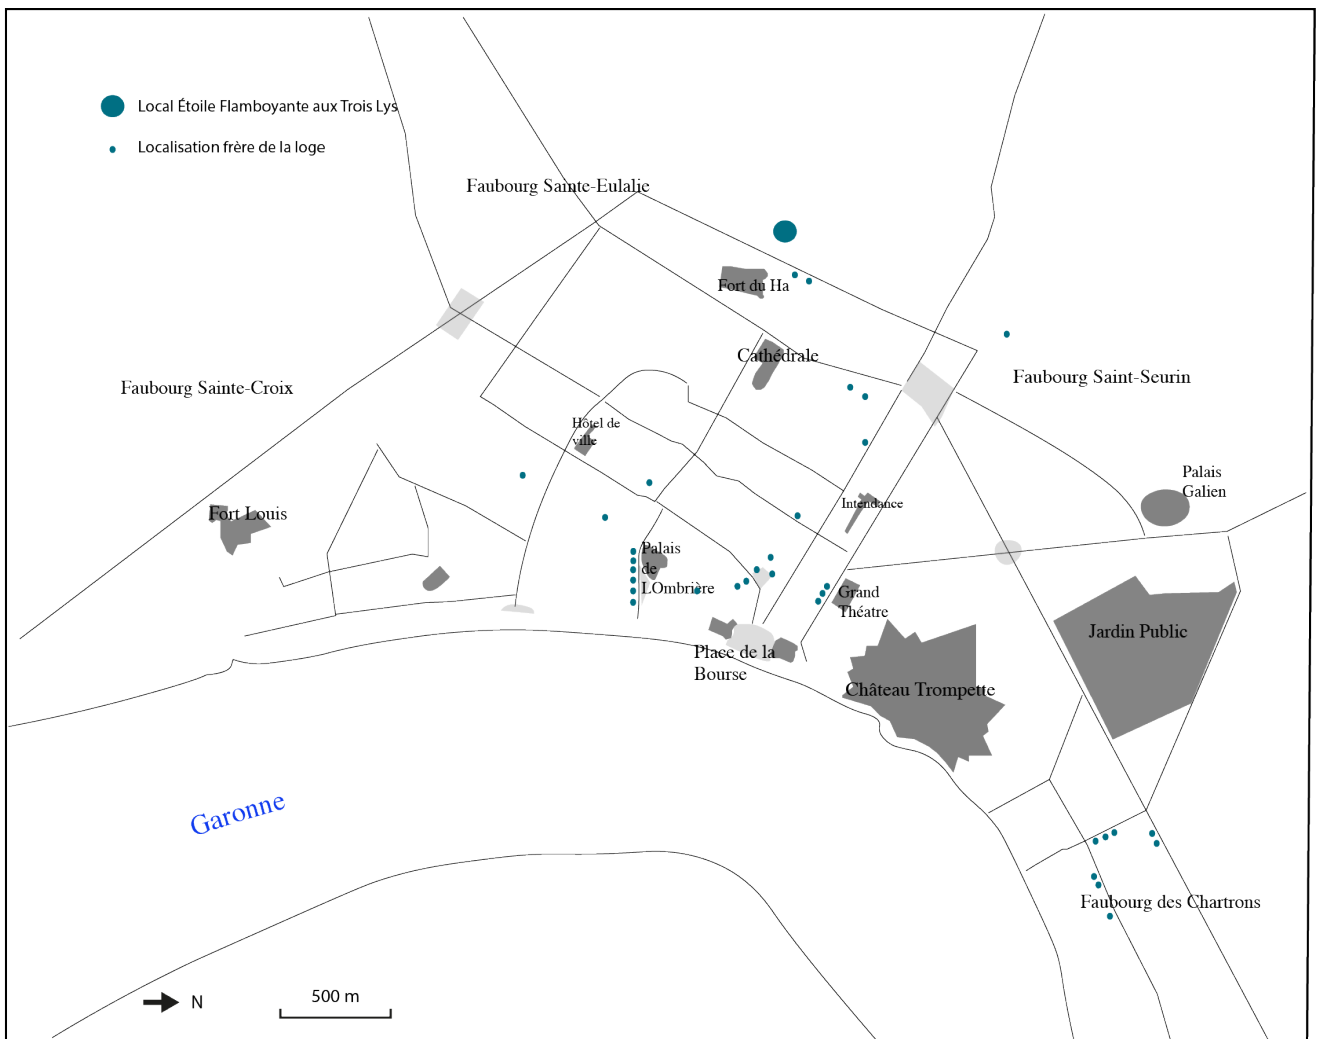 Local Étoile Flamboyante aux Trois Lys
Localisation frère de la loge
Faubourg Sainte-Eulalie
Fort du Ha
Cathédrale
Faubourg Saint-Seurin
Faubourg Sainte-Croix
Hôtel de
ville
Palais
Galien
Intendance
Fort Louis
Palais
de
LOmbrière
Grand
Théatre
Jardin Public
Place de la
Bourse
Château Trompette
Garonne
Faubourg des Chartrons
N
500 m